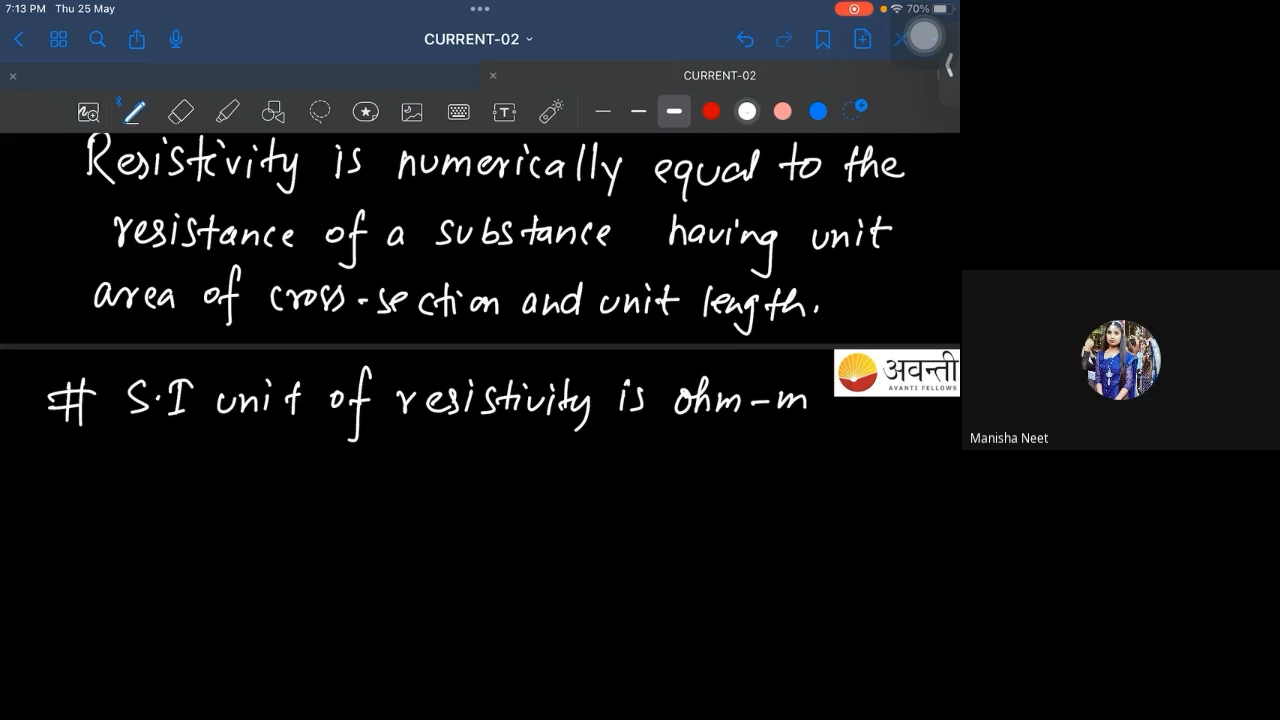 7:13 PM Thu 25 May
70%
CURRENT-02
CURRENT-02
Resistivity is numerically equal to the
resistance of a substance having unit
area of cross-section and unit length.
अवन्ती
AVANTI FELLOWS
# S.I unit of resistivity is ohm-m
Manisha Neet